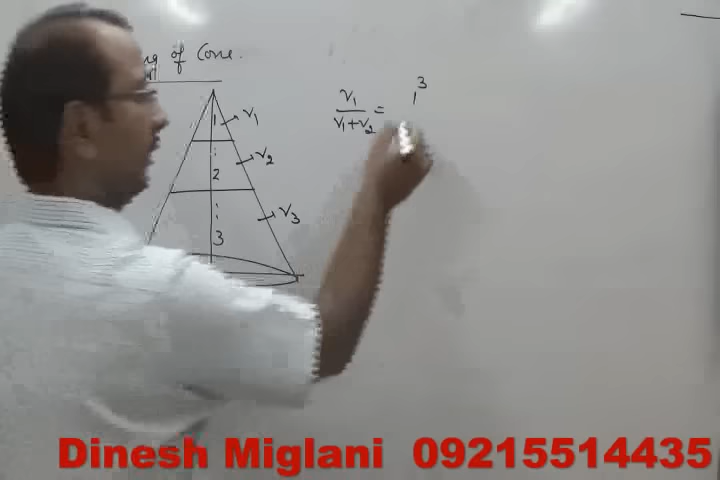 of Cone.
1
V1
2
V2
3
V3
V1/V1+V2 = 1^3
Dinesh Miglani 09215514435